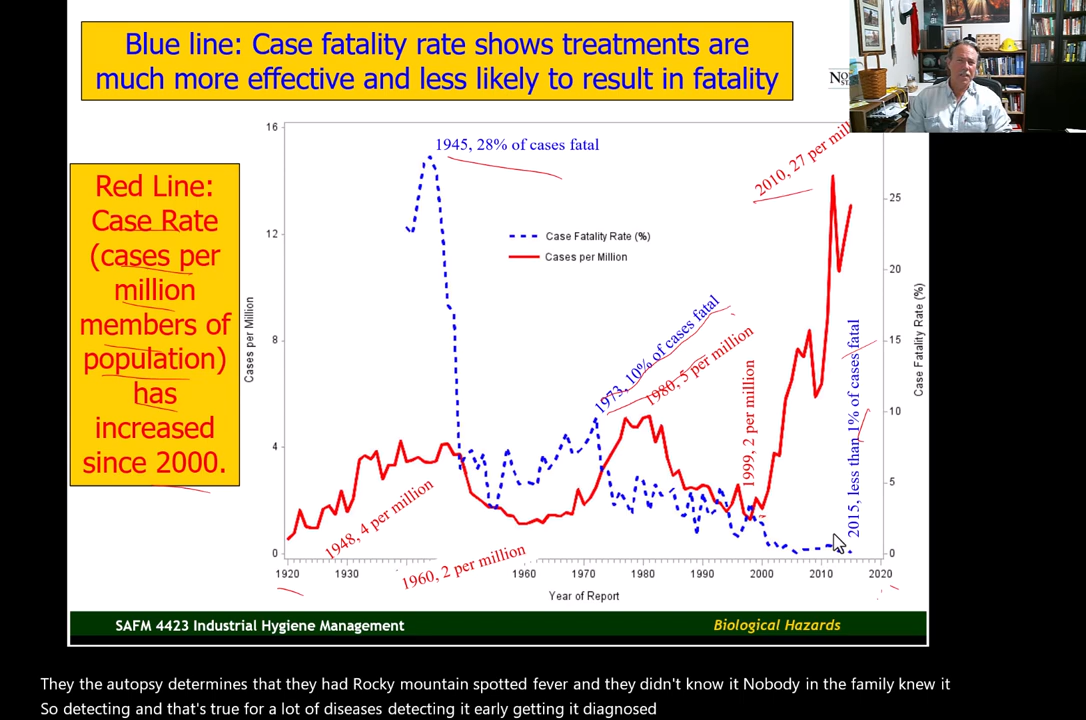 Blue line: Case fatality rate shows treatments are
much more effective and less likely to result in fatality
Red Line:
Case Rate
(cases per
million
members of
population)
has
increased
since 2000.
16
12
8
4
0
Cases per Million
1945, 28% of cases fatal
2010, 27 per
Case Fatality Rate (%)
Cases per Million
1973, 10% of cases fatal
1980, 5 per million
1999, 2 per million
2015, less than 1% of cases fatal
1948, 4 per million
1960, 2 per million
25
20
15
10
5
0
Case Fatality Rate (%)
1920
1930
1960
1970
1980
1990
2000
2010
2020
Year of Report
SAFM 4423 Industrial Hygiene Management
Biological Hazards
They the autopsy determines that they had Rocky mountain spotted fever and they didn't know it Nobody in the family knew it
So detecting and that's true for a lot of diseases detecting it early getting it diagnosed